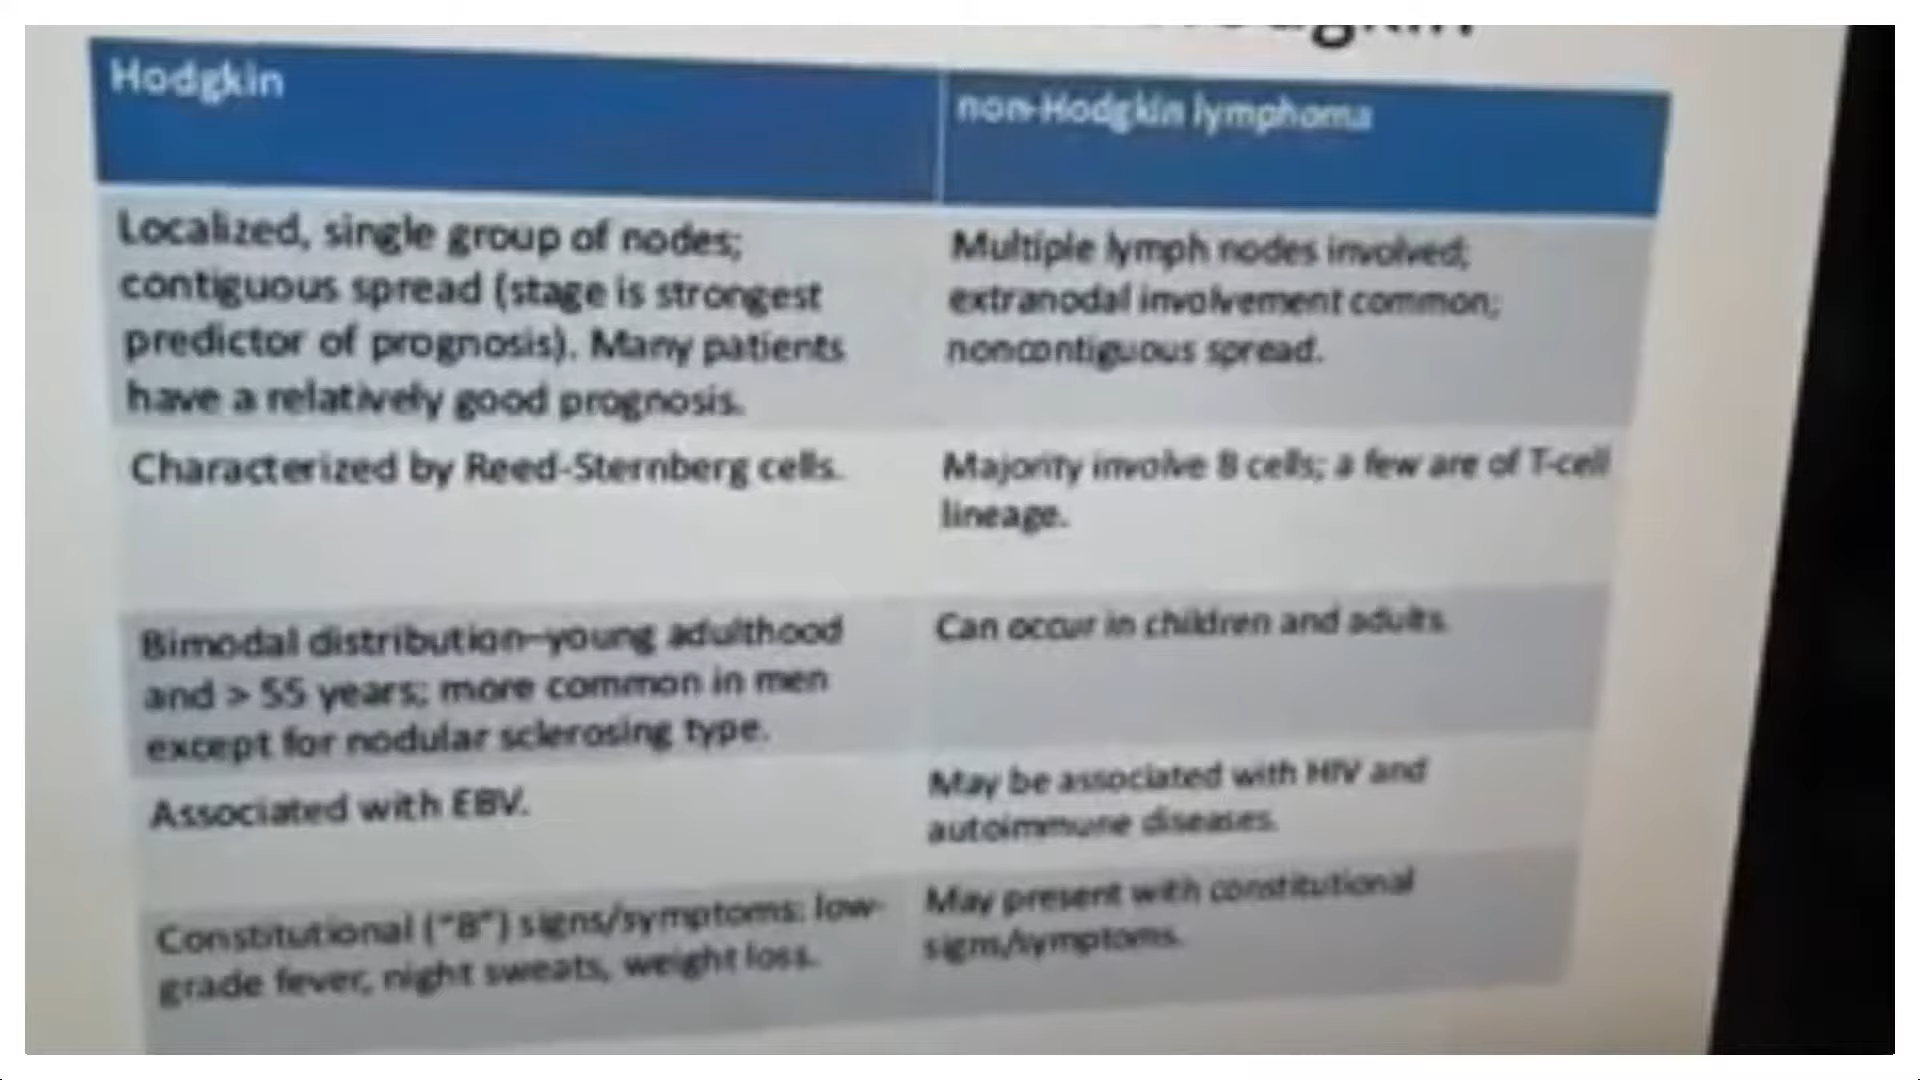 Hodgkin
non-Hodgkin lymphoma
Localized, single group of nodes;
contiguous spread (stage is strongest
predictor of prognosis). Many patients
have a relatively good prognosis.
Multiple lymph nodes involved;
extranodal involvement common;
noncontiguous spread.
Characterized by Reed-Sternberg cells.
Majority involve B cells; a few are of T-cell
lineage.
Bimodal distribution–young adulthood
and > 55 years; more common in men
except for nodular sclerosing type.
Can occur in children and adults.
Associated with EBV.
May be associated with HIV and
autoimmune diseases.
Constitutional ("B") signs/symptoms: low-
grade fever, night sweats, weight loss.
May present with constitutional
signs/symptoms.